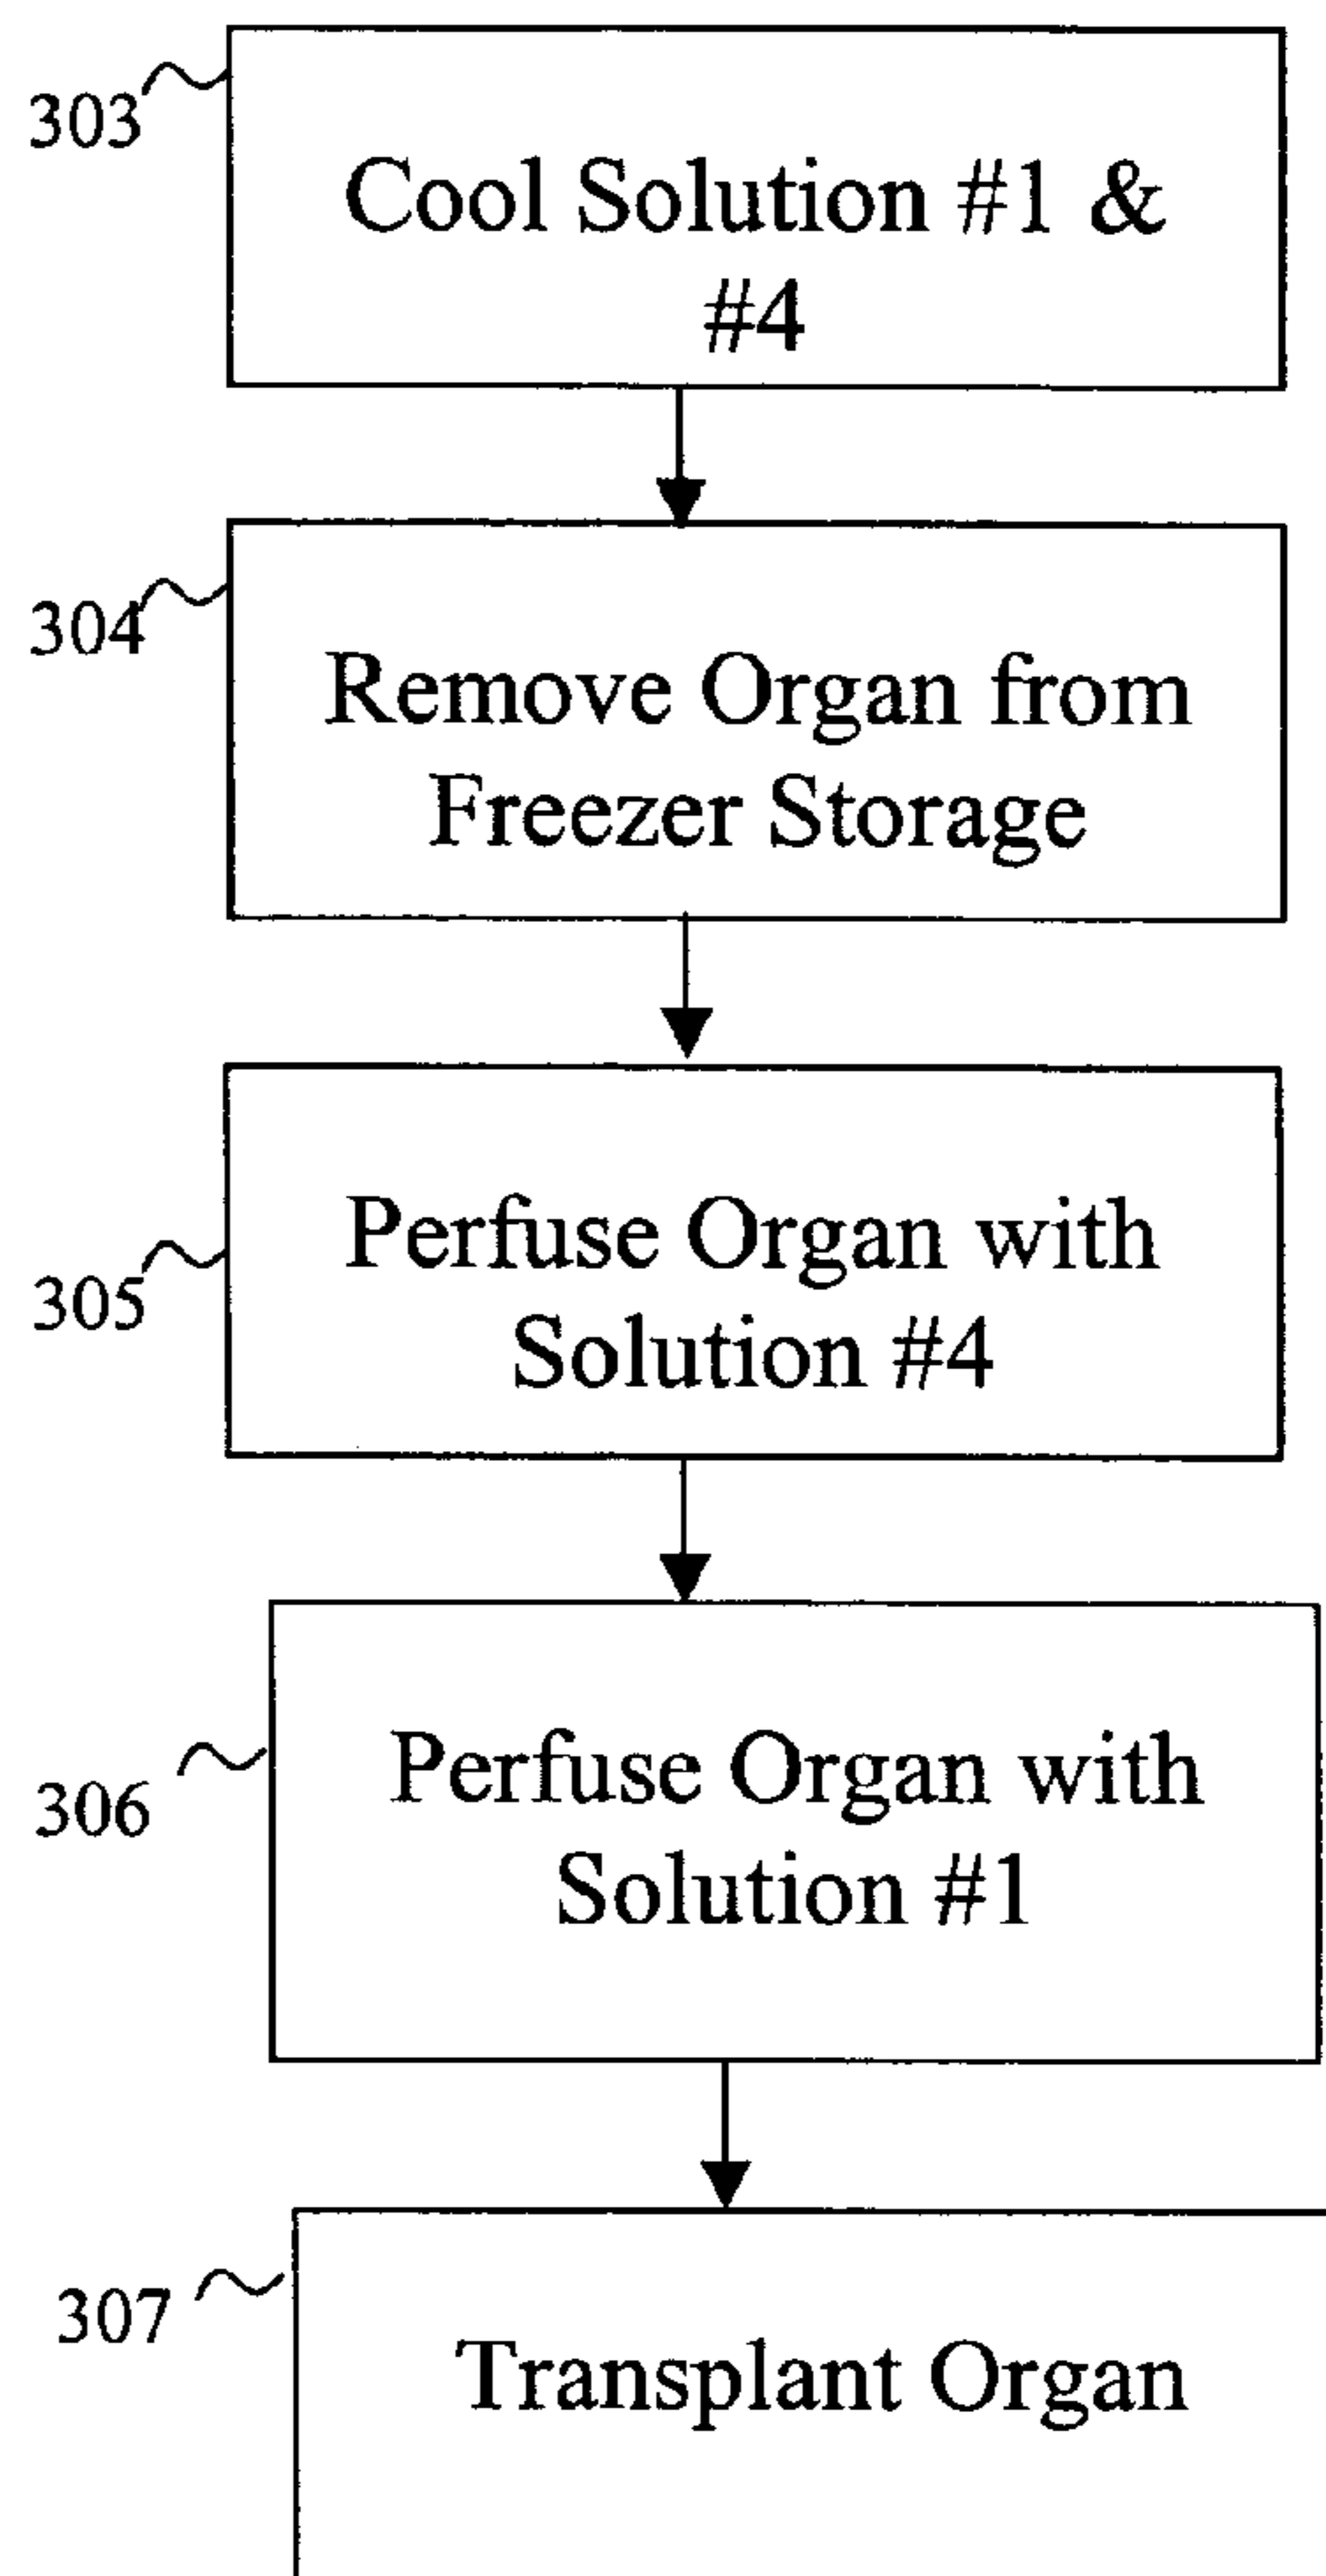 303
Cool Solution #1 &
#4
304
Remove Organ from
Freezer Storage
305
Perfuse Organ with
Solution #4
306
Perfuse Organ with
Solution #1
307
Transplant Organ